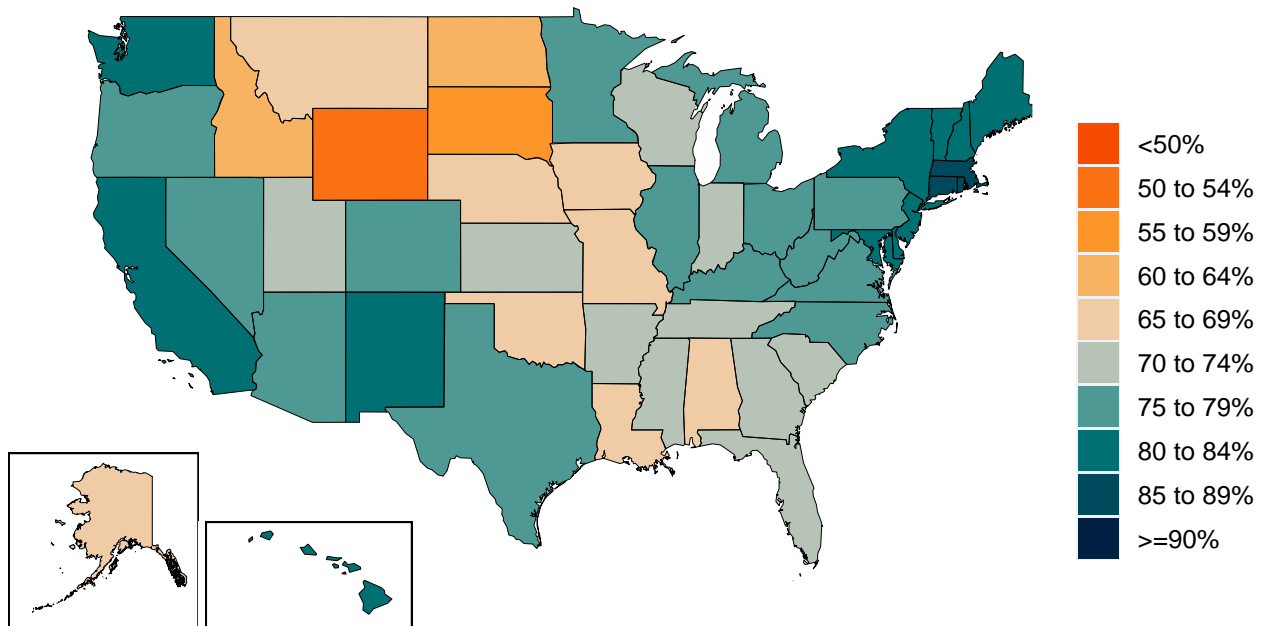 <50%
50 to 54%
55 to 59%
60 to 64%
65 to 69%
70 to 74%
75 to 79%
80 to 84%
85 to 89%
>=90%